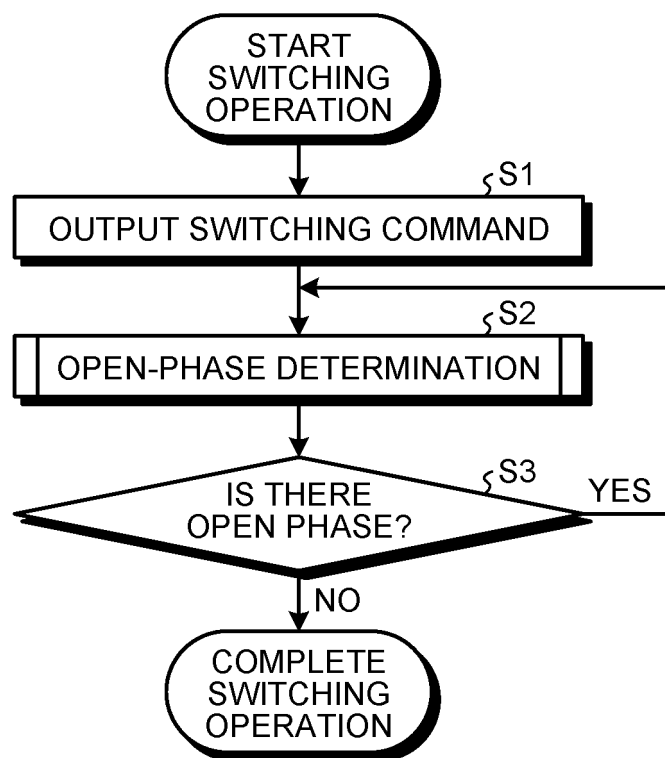 START
SWITCHING
OPERATION
S1
OUTPUT SWITCHING COMMAND
S2
OPEN-PHASE DETERMINATION
S3
IS THERE
OPEN PHASE?
YES
NO
COMPLETE
SWITCHING
OPERATION